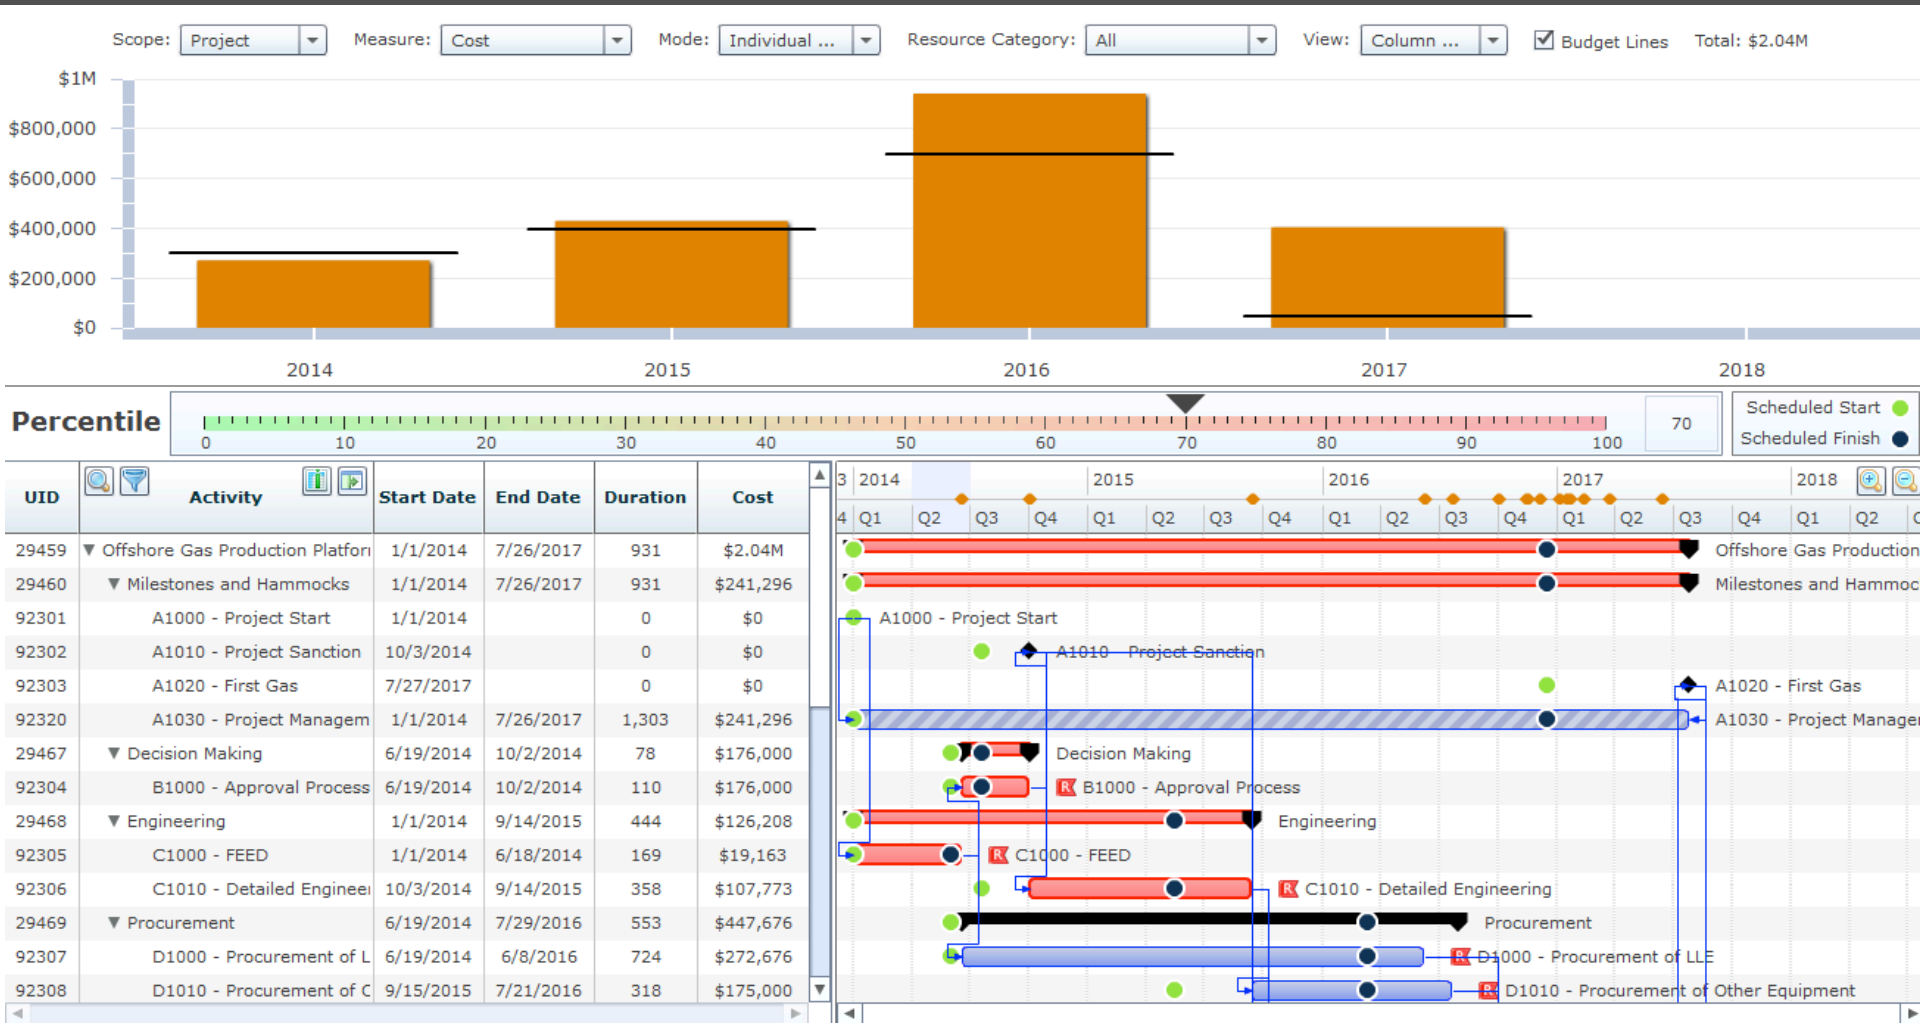 Scope: Project Measure: Cost Mode: Individual ... Resource Category: All View: Column ... Budget Lines Total: $2.04M
$1M
$800,000
$600,000
$400,000
$200,000
$0
2014 2015 2016 2017 2018
Percentile
0 10 20 30 40 50 60 70 80 90 100
70
Scheduled Start
Scheduled Finish
UID Activity Start Date End Date Duration Cost
3 2014 2015 2016 2017 2018
4 Q1 Q2 Q3 Q4 Q1 Q2 Q3 Q4 Q1 Q2 Q3 Q4 Q1 Q2 Q3 Q4 Q1 Q2
29459 Offshore Gas Production Platfor 1/1/2014 7/26/2017 931 $2.04M Offshore Gas Production
29460 Milestones and Hammocks 1/1/2014 7/26/2017 931 $241,296 Milestones and Hammoc
92301 A1000 - Project Start 1/1/2014 0 $0 A1000 - Project Start
92302 A1010 - Project Sanction 10/3/2014 0 $0 A1010 - Project Sanction
92303 A1020 - First Gas 7/27/2017 0 $0 A1020 - First Gas
92320 A1030 - Project Managem 1/1/2014 7/26/2017 1,303 $241,296 A1030 - Project Manager
29467 Decision Making 6/19/2014 10/2/2014 78 $176,000 Decision Making
92304 B1000 - Approval Process 6/19/2014 10/2/2014 110 $176,000 R B1000 - Approval Process
29468 Engineering 1/1/2014 9/14/2015 444 $126,208 Engineering
92305 C1000 - FEED 1/1/2014 6/18/2014 169 $19,163 R C1000 - FEED
92306 C1010 - Detailed Engineer 10/3/2014 9/14/2015 358 $107,773 R C1010 - Detailed Engineering
29469 Procurement 6/19/2014 7/29/2016 553 $447,676 Procurement
92307 D1000 - Procurement of L 6/19/2014 6/8/2016 724 $272,676 R D1000 - Procurement of LLE
92308 D1010 - Procurement of C 9/15/2015 7/21/2016 318 $175,000 R D1010 - Procurement of Other Equipment